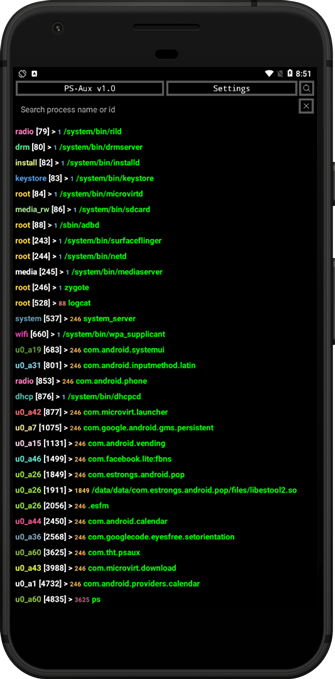 8:51
PS-Aux v1.0 Settings
Search process name or id
radio [79] > 1 /system/bin/rild
drm [80] > 1 /system/bin/drmserver
install [82] > 1 /system/bin/installd
keystore [83] > 1 /system/bin/keystore
root [84] > 1 /system/bin/microvirtd
media_rw [86] > 1 /system/bin/sdcard
root [88] > 1 /sbin/adbd
root [243] > 1 /system/bin/surfaceflinger
root [244] > 1 /system/bin/netd
media [245] > 1 /system/bin/mediaserver
root [246] > 1 zygote
root [528] > 88 logcat
system [537] > 246 system_server
wifi [660] > 1 /system/bin/wpa_supplicant
u0_a19 [683] > 246 com.android.systemui
u0_a31 [801] > 246 com.android.inputmethod.latin
radio [853] > 246 com.android.phone
dhcp [876] > 1 /system/bin/dhcpcd
u0_a42 [877] > 246 com.microvirt.launcher
u0_a7 [1075] > 246 com.google.android.gms.persistent
u0_a15 [1131] > 246 com.android.vending
u0_a46 [1499] > 246 com.facebook.lite:fbns
u0_a26 [1849] > 246 com.estrongs.android.pop
u0_a26 [1911] > 1849 /data/data/com.estrongs.android.pop/files/libestool2.so
u0_a26 [2056] > 246 .esfm
u0_a44 [2450] > 246 com.android.calendar
u0_a36 [2568] > 246 com.googlecode.eyesfree.setorientation
u0_a60 [3625] > 246 com.tht.psaux
u0_a43 [3988] > 246 com.microvirt.download
u0_a1 [4732] > 246 com.android.providers.calendar
u0_a60 [4835] > 3625 ps